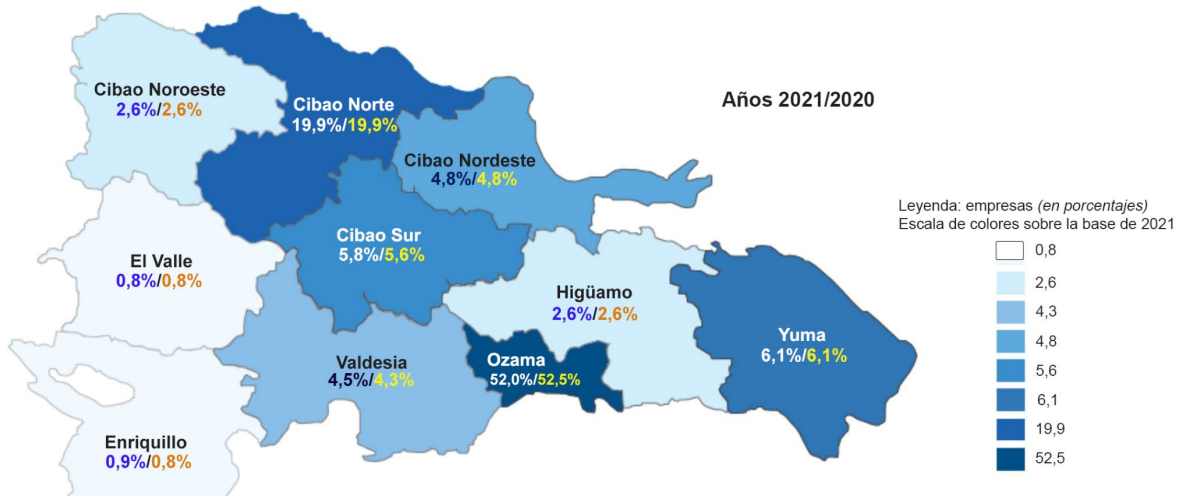 Cibao Noroeste
2,6%/2,6%
Cibao Norte
19,9%/19,9%
Años 2021/2020
Cibao Nordeste
4,8%/4,8%
Cibao Sur
5,8%/5,6%
El Valle
0,8%/0,8%
Higüamo
2,6%/2,6%
Yuma
6,1%/6,1%
Valdesia
4,5%/4,3%
Ozama
52,0%/52,5%
Enriquillo
0,9%/0,8%
Leyenda: empresas (en porcentajes)
Escala de colores sobre la base de 2021
0,8
2,6
4,3
4,8
5,6
6,1
19,9
52,5